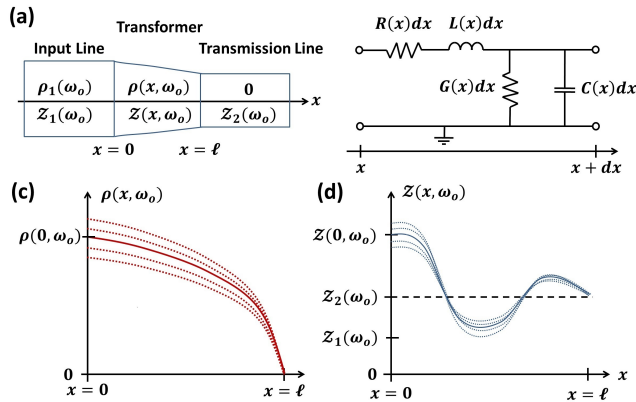 (a)
Transformer
Input Line
Transmission Line
ρ₁(ωₒ)
ρ(x, ωₒ)
0
x
Z₁(ωₒ)
Z(x, ωₒ)
Z₂(ωₒ)
x = 0
x = ℓ
R(x)dx
L(x)dx
G(x)dx
C(x)dx
x
x + dx
(c)
ρ(x, ωₒ)
ρ(0, ωₒ)
0
x = 0
x = ℓ
(d)
Z(x, ωₒ)
Z(0, ωₒ)
Z₂(ωₒ)
Z₁(ωₒ)
0
x = 0
x = ℓ
x